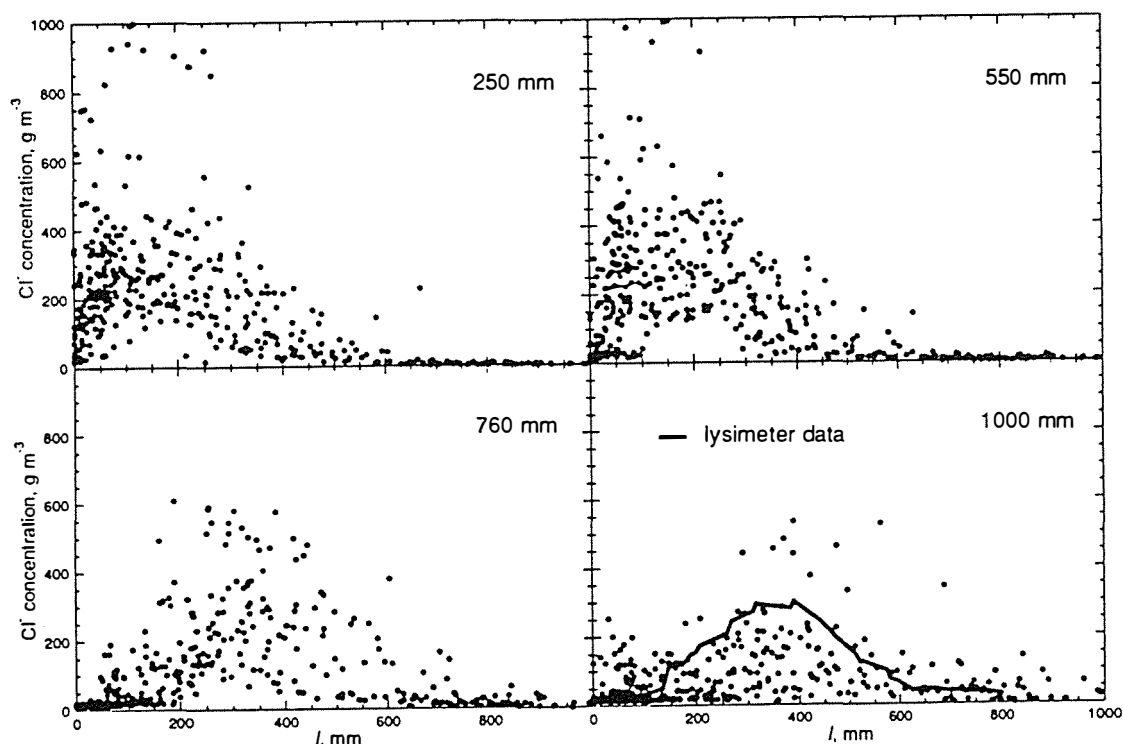 1000
800
600
400
200
0
Cl⁻ concentration, g m⁻³
250 mm
550 mm
800
600
400
200
0
Cl⁻ concentration, g m⁻³
760 mm
1000 mm
lysimeter data
0 200 400 600 800
0 200 400 600 800 1000
I, mm
I, mm